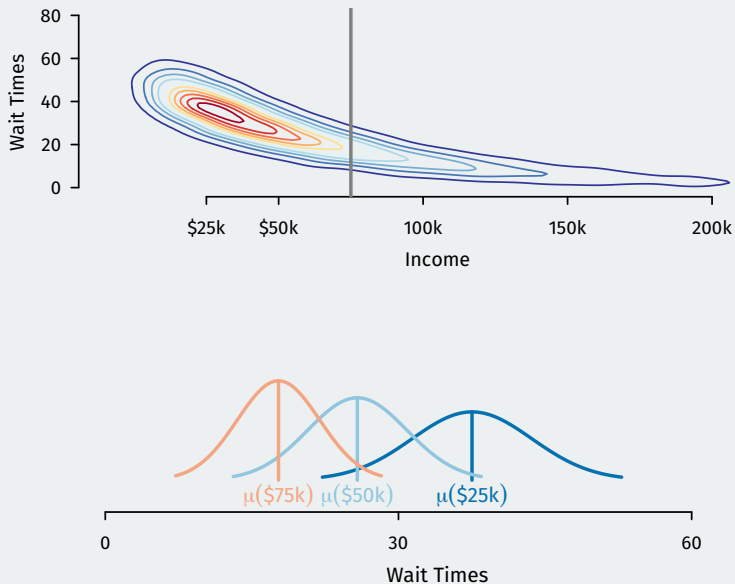 80
60
40
20
0
Wait Times
$25k $50k 100k 150k 200k
Income
μ($75k) μ($50k) μ($25k)
0 30 60
Wait Times